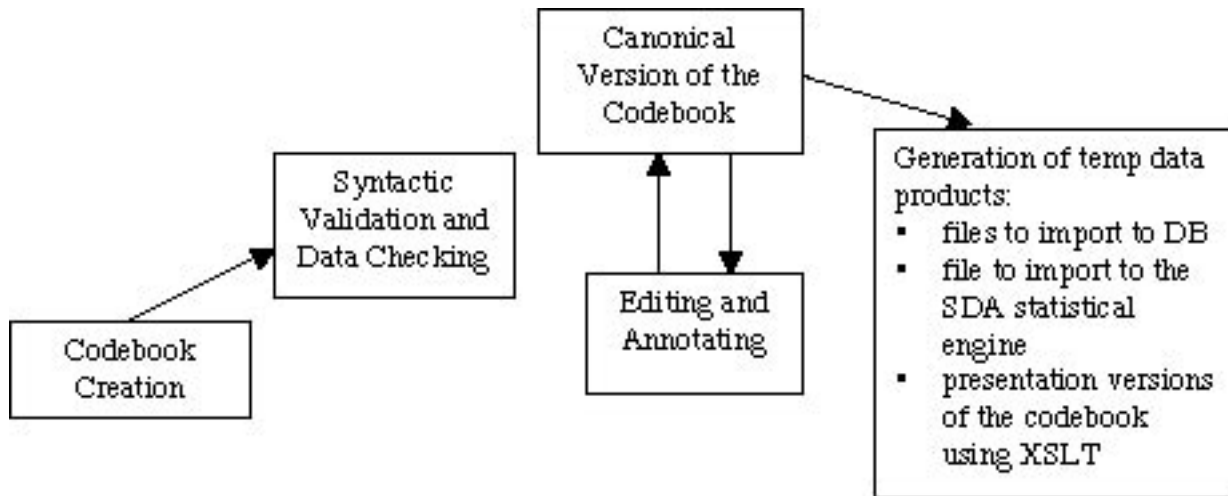 Canonical
Version of the
Codebook
Syntactic
Validation and
Data Checking
Codebook
Creation
Editing and
Annotating
Generation of temp data
products:
▪ files to import to DB
▪ file to import to the
SDA statistical
engine
▪ presentation versions
of the codebook
using XSLT